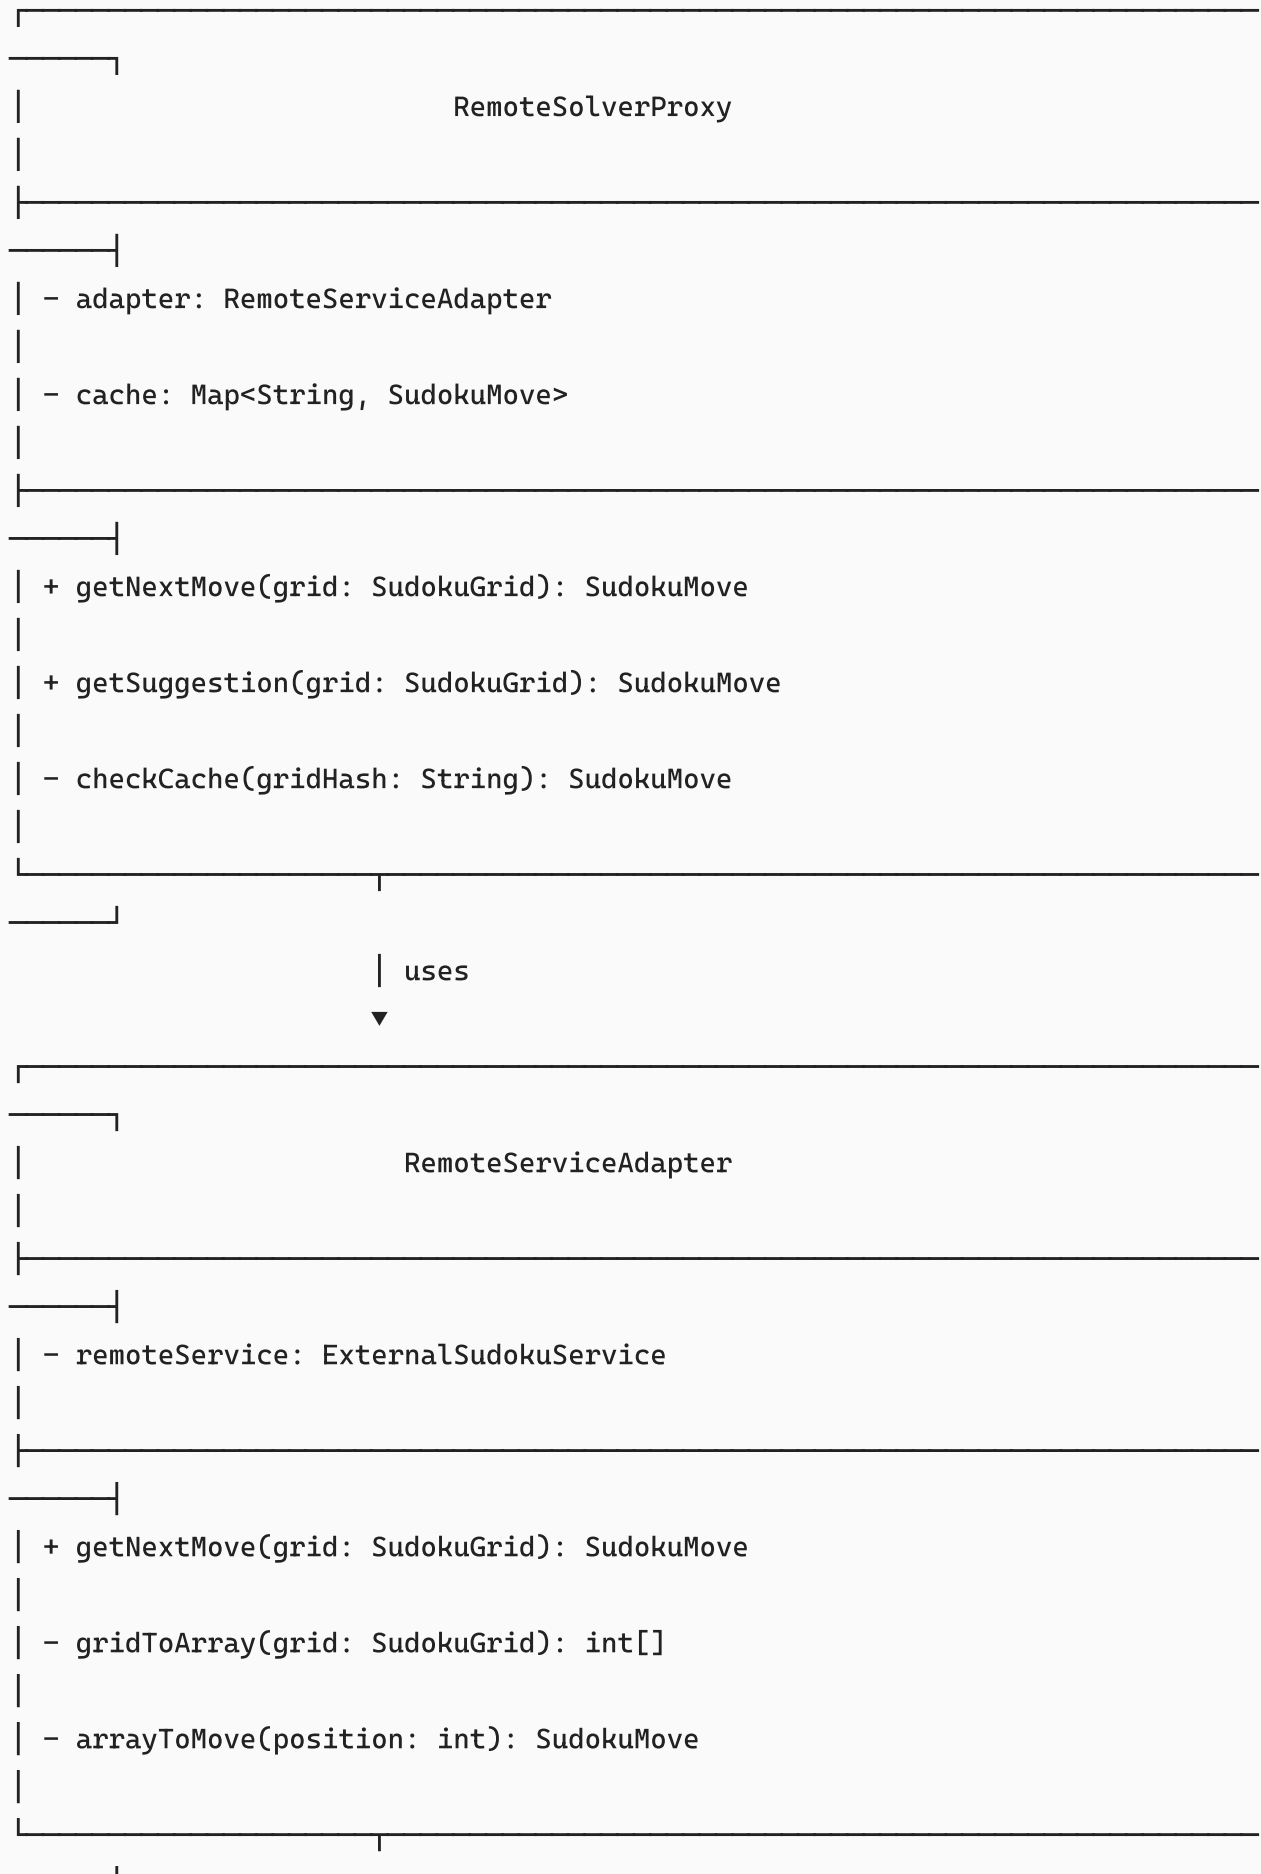 RemoteSolverProxy
- adapter: RemoteServiceAdapter
- cache: Map<String, SudokuMove>
+ getNextMove(grid: SudokuGrid): SudokuMove
+ getSuggestion(grid: SudokuGrid): SudokuMove
- checkCache(gridHash: String): SudokuMove
uses
RemoteServiceAdapter
- remoteService: ExternalSudokuService
+ getNextMove(grid: SudokuGrid): SudokuMove
- gridToArray(grid: SudokuGrid): int[]
- arrayToMove(position: int): SudokuMove